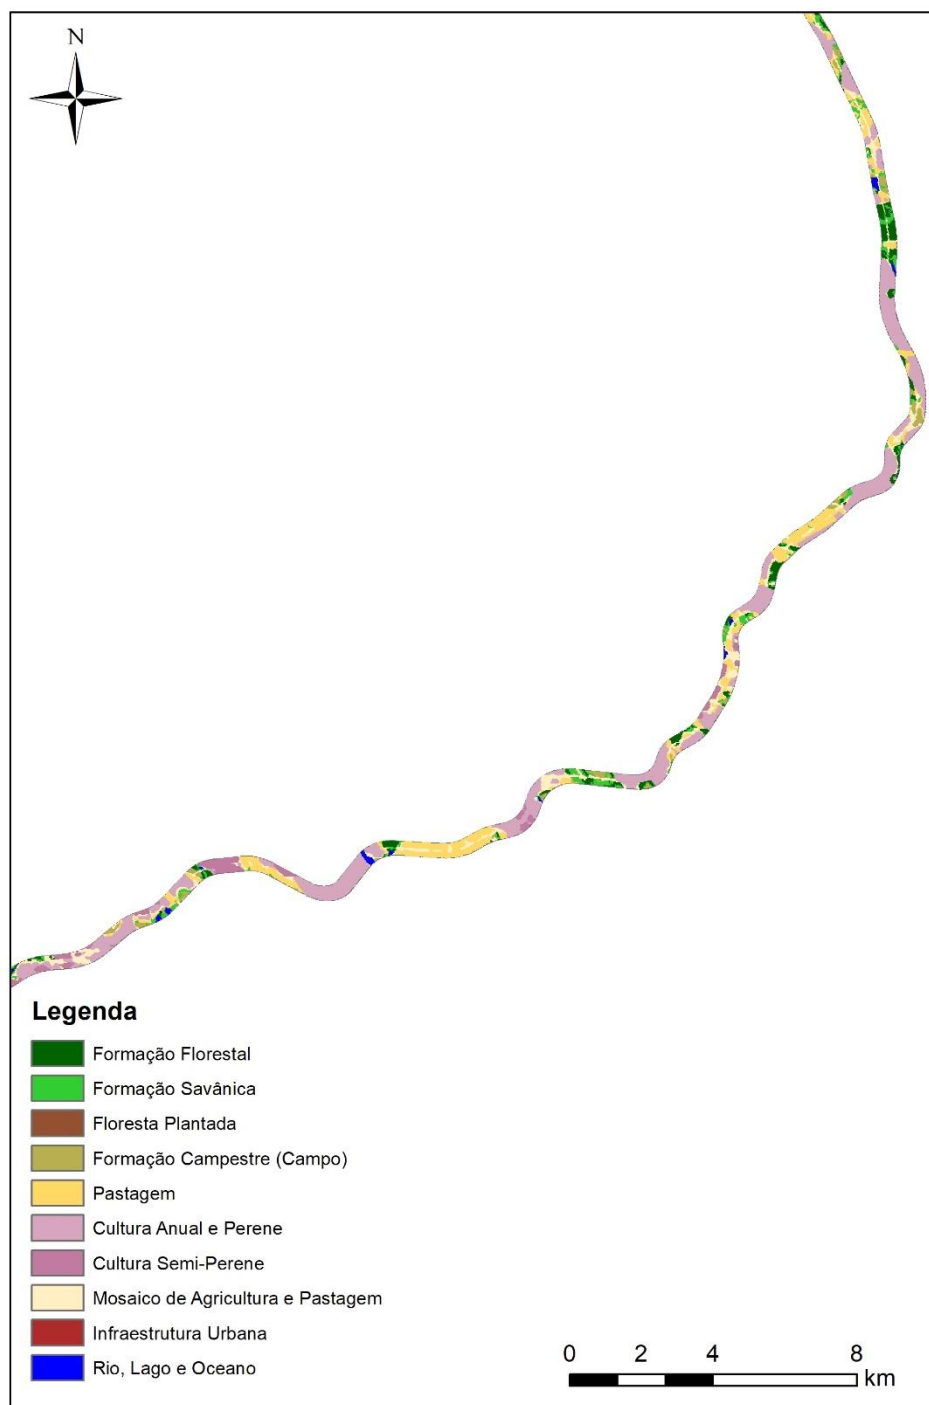 N
Legenda
Formação Florestal
Formação Savânica
Floresta Plantada
Formação Campestre (Campo)
Pastagem
Cultura Anual e Perene
Cultura Semi-Perene
Mosaico de Agricultura e Pastagem
Infraestrutura Urbana
Rio, Lago e Oceano
0 2 4 8
km